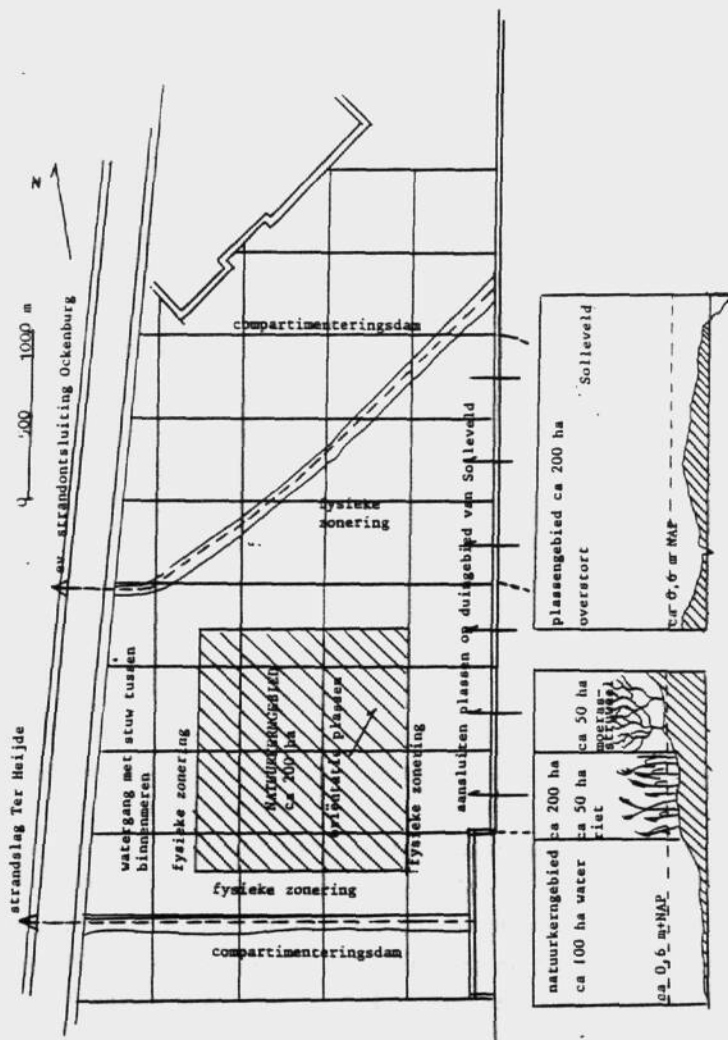 N
0 500 1000 m
strandslag Ter Heijde
ev. strandontsluiting Ockenburg
compartimenteringsdam
fysieke
zonering
watergang met stuw tussen
binnenmeren
fysieke zonering
NATUURKERNGEBIED
ca 200 ha
oriëntatie plassen
fysieke zonering
aansluiten plassen op duingebied van Solleveld
fysieke zonering
compartimenteringsdam
plassengebied ca 200 ha
overstort Solleveld
ca 0,6 m NAP
natuurkerngebied ca 200 ha
ca 100 ha water ca 50 ha ca 50 ha
riet moeras-
struweel
ca 0,6 m+NAP